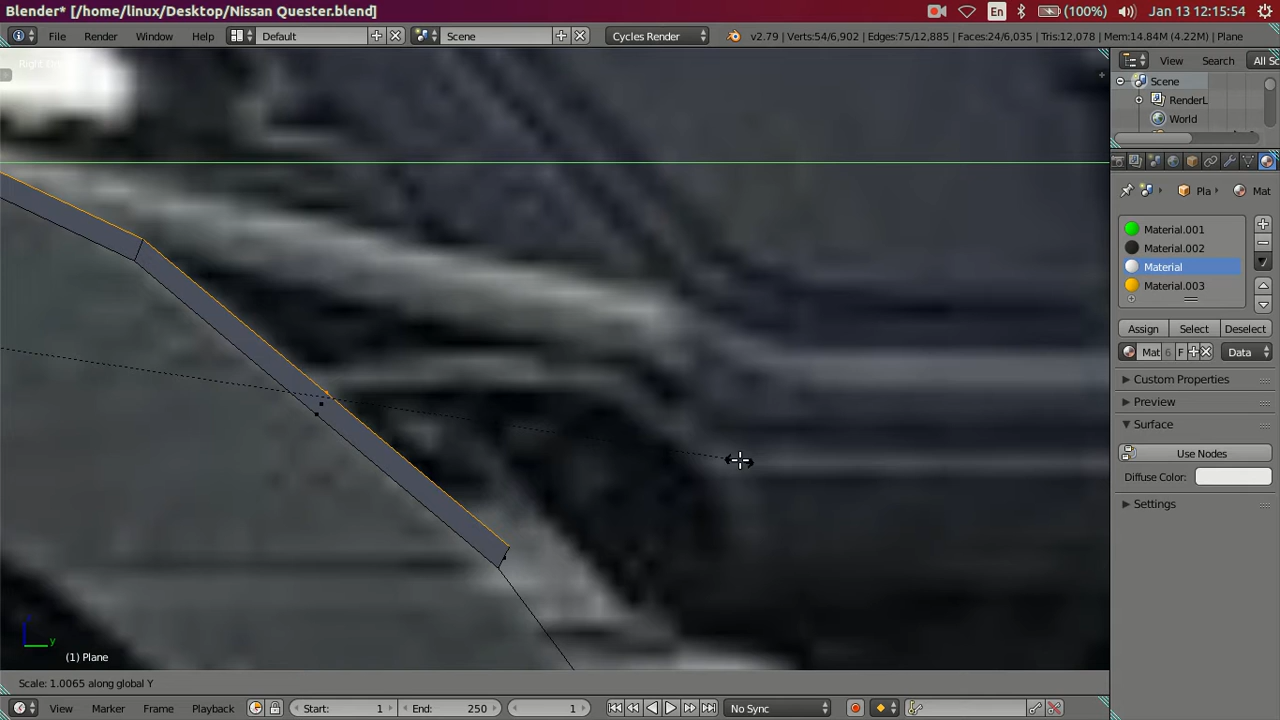 Blender* [/home/linux/Desktop/Nissan Quester.blend] En (100%) Jan 13 12:15:54
File Render Window Help Default Scene Cycles Render v2.79 | Verts:54/6,902 | Edges:75/12,885 | Faces:24/6,035 | Tris:12,078 | Mem:14.84M (4.22M) | Plane
View Search All Sc
Scene
RenderL
World
Pla Mat
Material.001
Material.002
Material
Material.003
Assign Select Deselect
Mat 6 F Data
Custom Properties
Preview
Surface
Use Nodes
Diffuse Color:
Settings
z
y
(1) Plane
Scale: 1.0065 along global Y
View Marker Frame Playback Start: 1 End: 250 1 No Sync